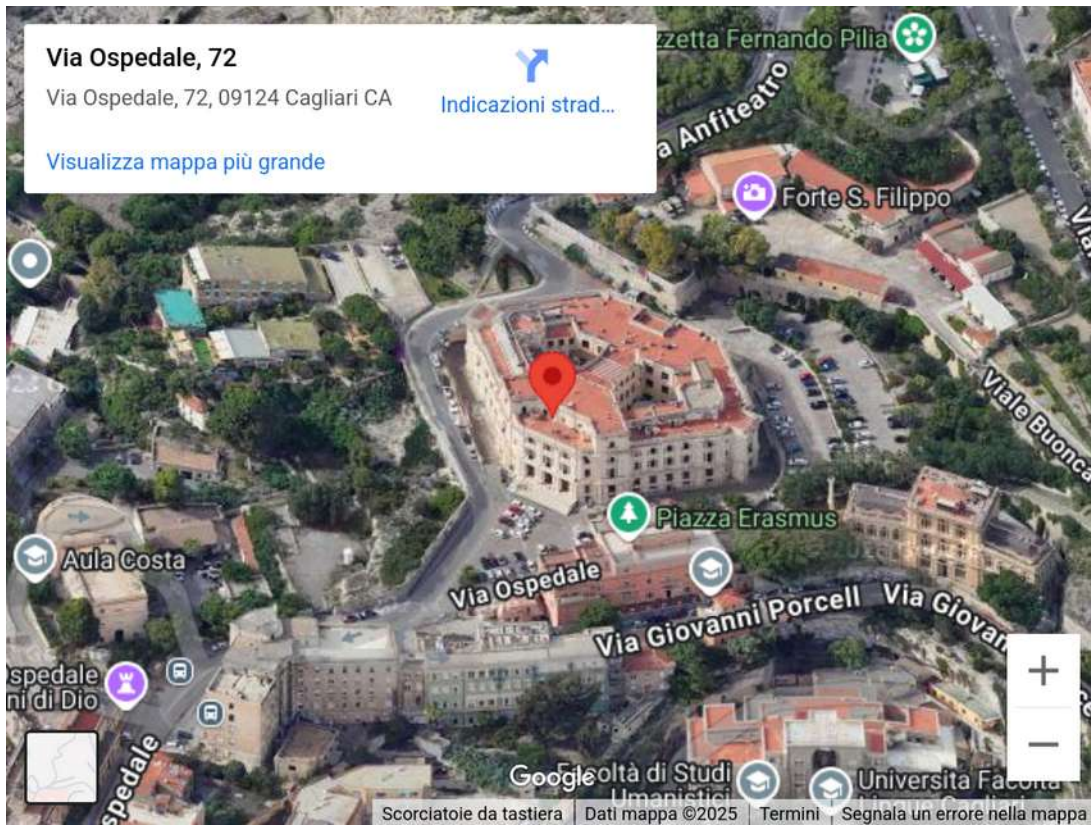 Via Ospedale, 72
Via Ospedale, 72, 09124 Cagliari CA
Indicazioni strad...
Visualizza mappa più grande
zzetta Fernando Pilia
a Anfiteatro
Forte S. Filippo
Viale Buonca
Piazza Erasmus
Aula Costa
Via Ospedale
Via Giovanni Porcell
Via Giovan
spedale
ni di Dio
spedale
Google
coltà di Studi
Umanistici
Universita Facolta
Lingue Cagliari
Scorciatoie da tastiera
Dati mappa ©2025
Termini
Segnala un errore nella mappa